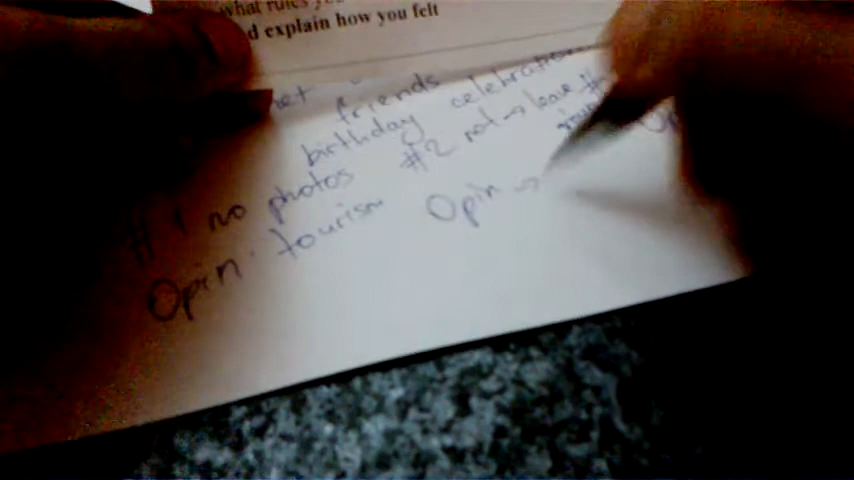 what rules
d explain how you felt
friends
birthday celebration
#1 no photos #2 not → leave
Opin. tourism Opin →